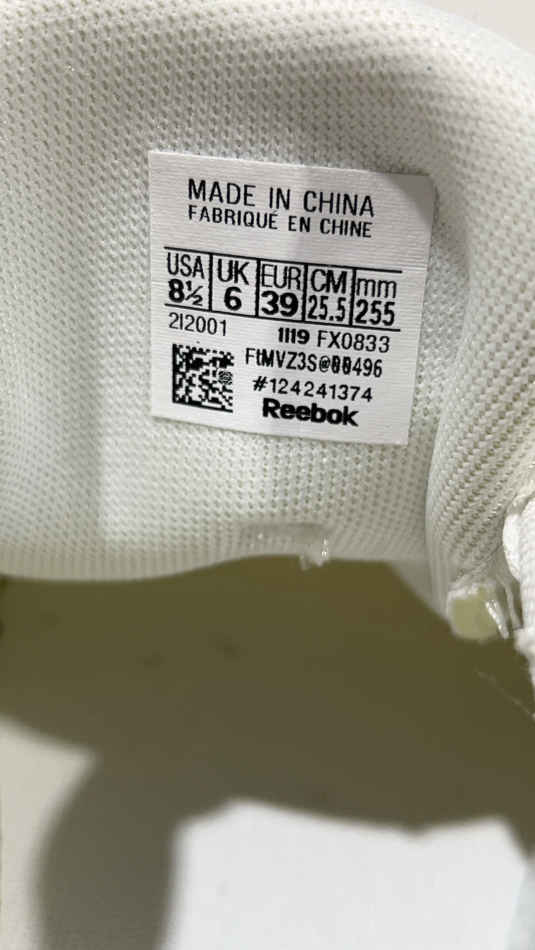 MADE IN CHINA
FABRIQUÉ EN CHINE
USA UK EUR CM mm
8½ 6 39 25.5 255
2I2001 1119 FX0833
FtMVZ3S@00496
#124241374
Reebok